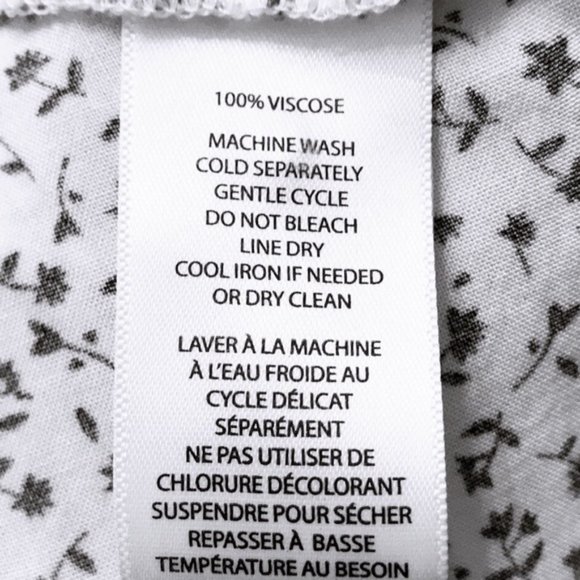 100% VISCOSE
MACHINE WASH
COLD SEPARATELY
GENTLE CYCLE
DO NOT BLEACH
LINE DRY
COOL IRON IF NEEDED
OR DRY CLEAN
LAVER À LA MACHINE
À L'EAU FROIDE AU
CYCLE DÉLICAT
SÉPARÉMENT
NE PAS UTILISER DE
CHLORURE DÉCOLORANT
SUSPENDRE POUR SÉCHER
REPASSER À BASSE
TEMPÉRATURE AU BESOIN